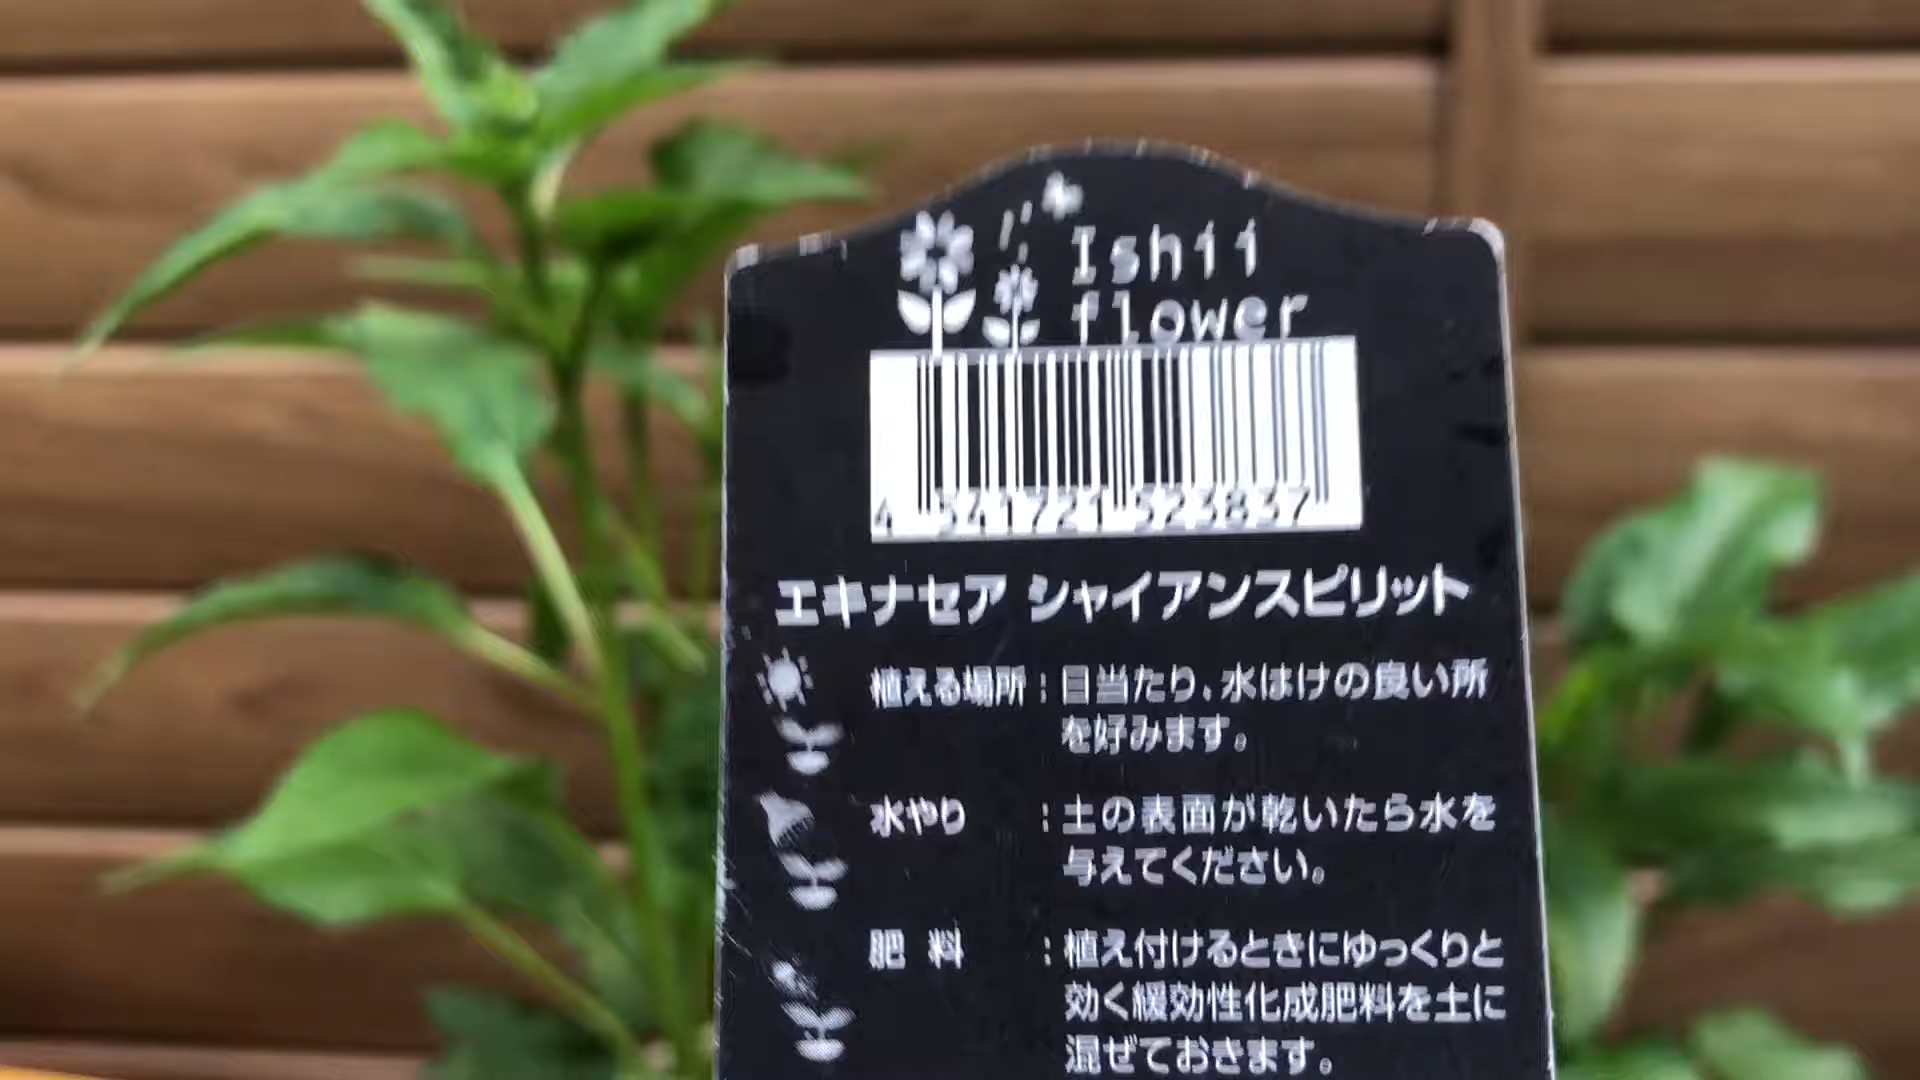 Ishii
flower
4 541721 323837
エキナセア シャイアンスピリット
植える場所：日当たり、水はけの良い所
を好みます。
水やり　　：土の表面が乾いたら水を
与えてください。
肥 料　　：植え付けるときにゆっくりと
効く緩効性化成肥料を土に
混ぜておきます。